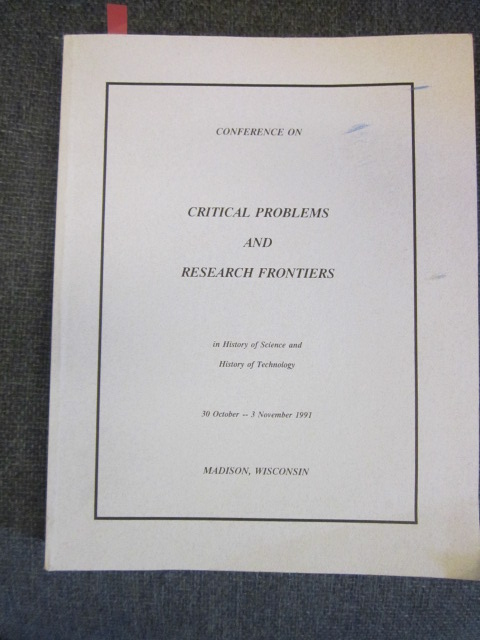 CONFERENCE ON
CRITICAL PROBLEMS
AND
RESEARCH FRONTIERS
in History of Science and
History of Technology
30 October -- 3 November 1991
MADISON, WISCONSIN